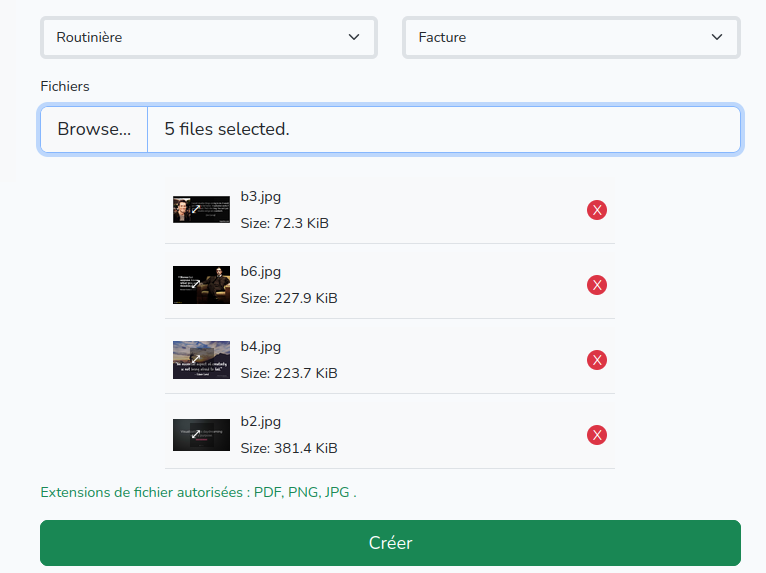 Routinière
Facture
Fichiers
Browse... 5 files selected.
b3.jpg
Size: 72.3 KiB
X
b6.jpg
Size: 227.9 KiB
X
b4.jpg
Size: 223.7 KiB
X
b2.jpg
Size: 381.4 KiB
X
Extensions de fichier autorisées : PDF, PNG, JPG .
Créer